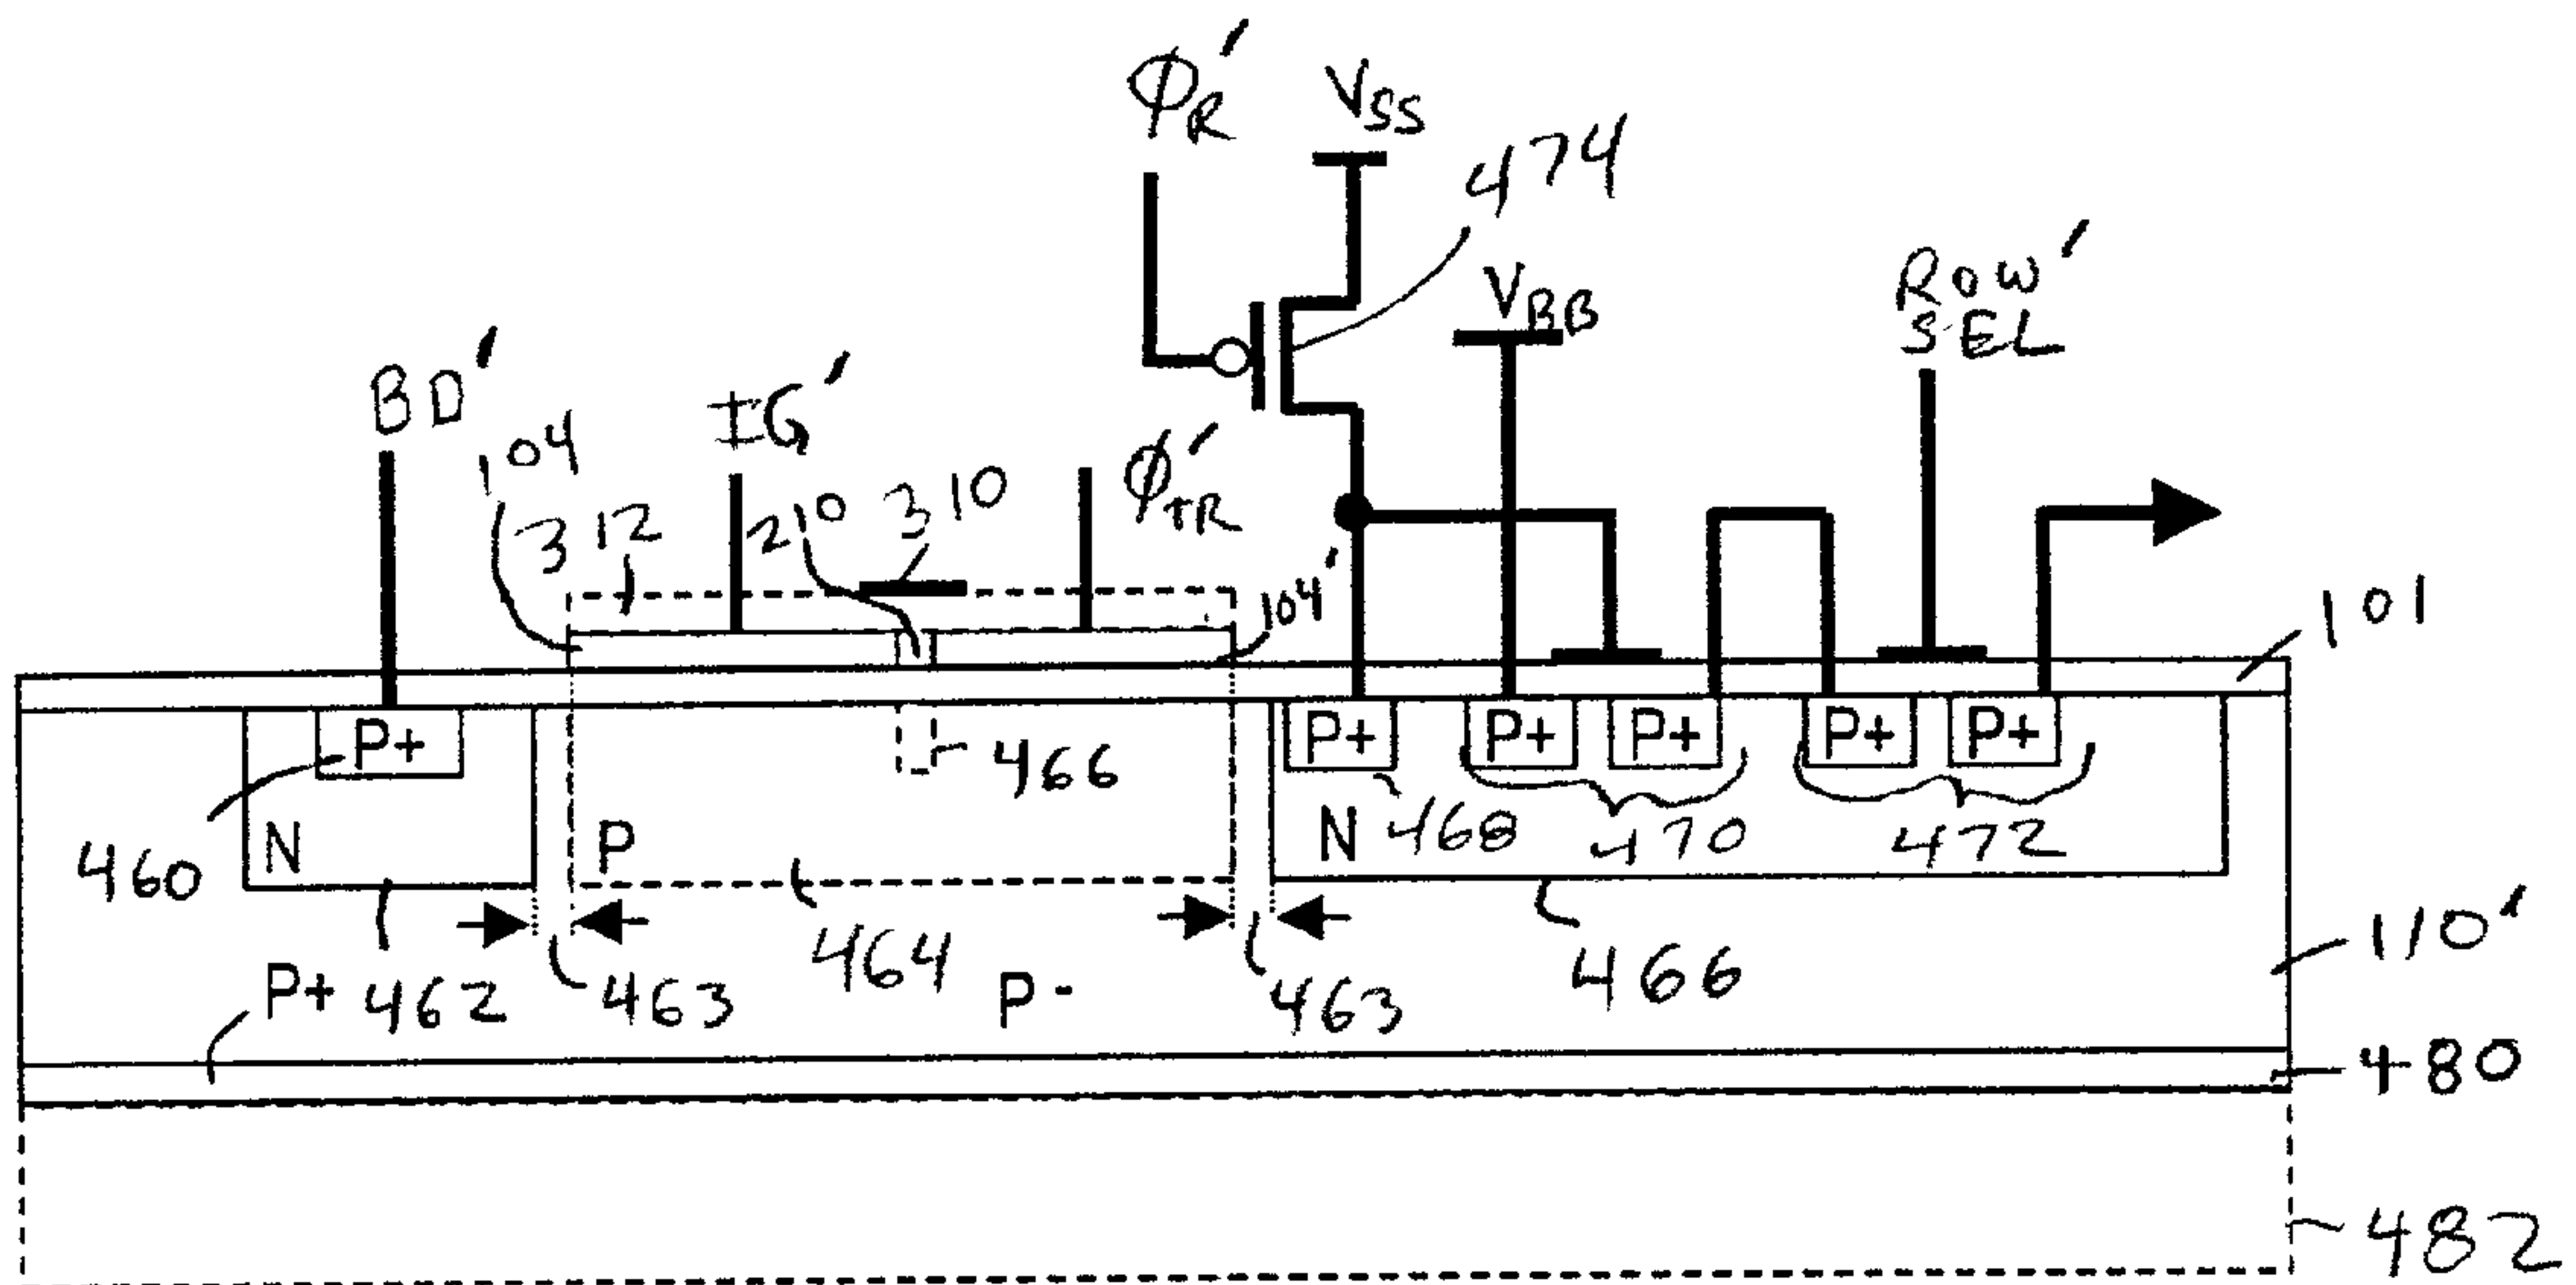 ΦR'
VSS
474
VBB
ROW'
SEL
BD'
104
312
IG'
210
310
ΦTR'
104'
101
P+
466
P+
P+
P+
P+
P+
460
N
P
N
468
470
472
110'
P+
462
463
464
P-
463
466
480
482